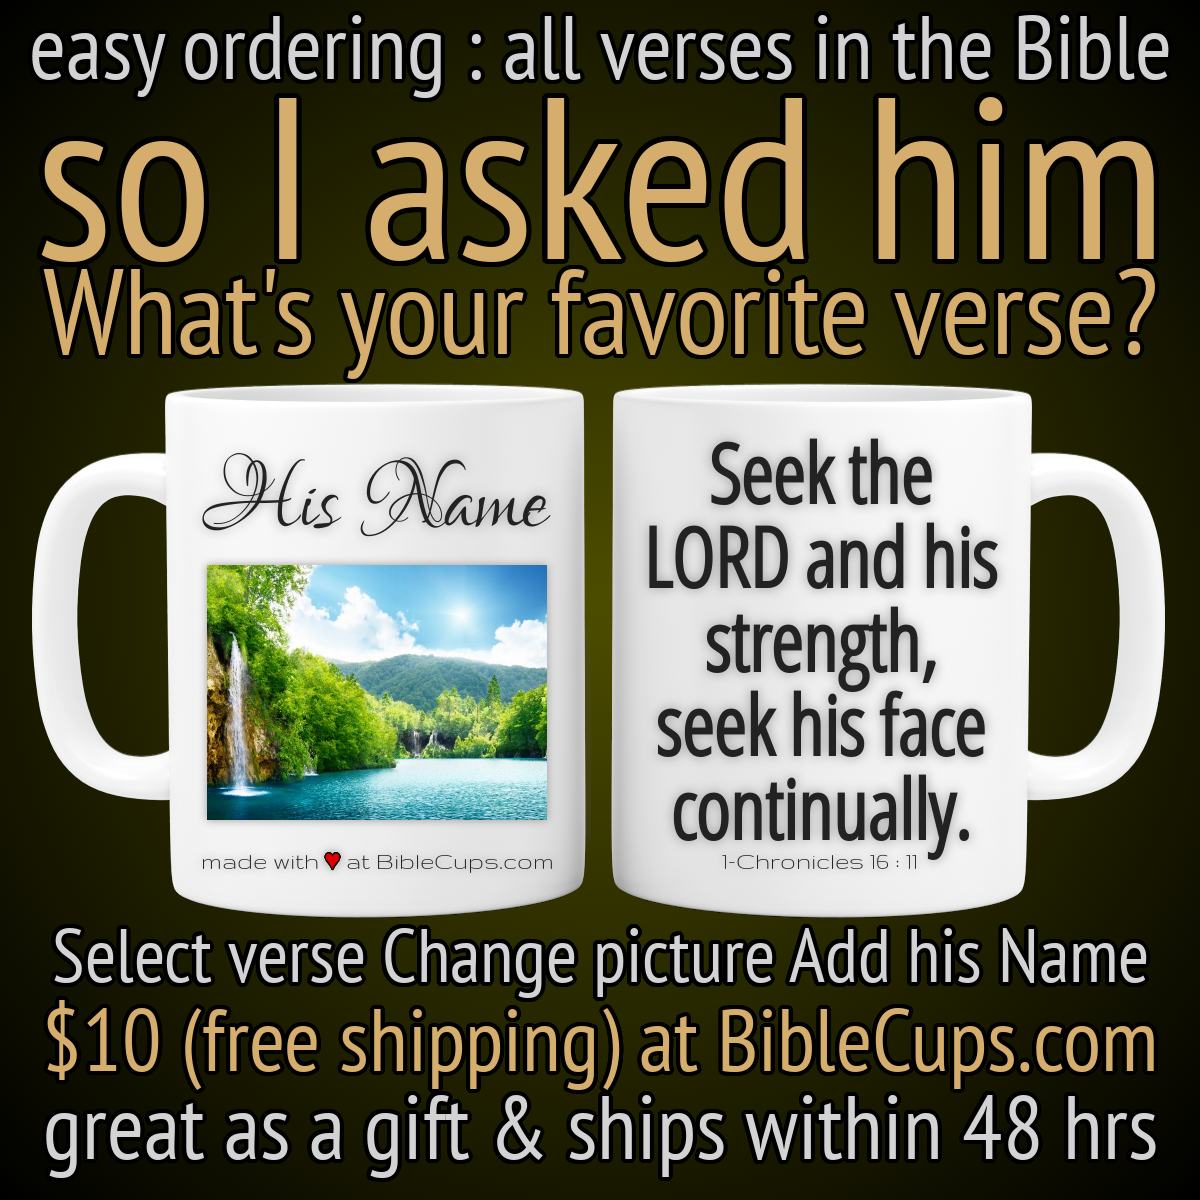 easy ordering : all verses in the Bible
so I asked him
What's your favorite verse?
His Name
made with at BibleCups.com
Seek the
LORD and his
strength,
seek his face
continually.
1-Chronicles 16 : 11
Select verse Change picture Add his Name
$10 (free shipping) at BibleCups.com
great as a gift & ships within 48 hrs